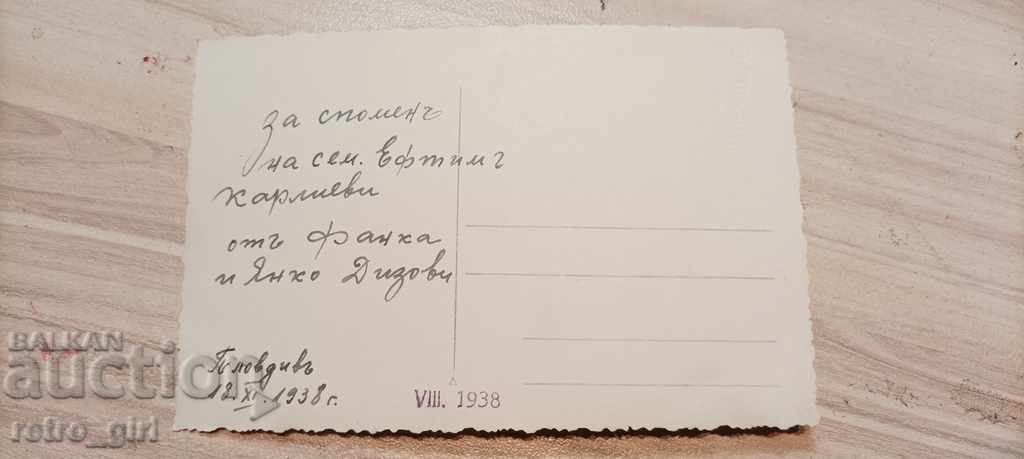 за споменъ
на сем. Ефтимъ
Карлиеви
отъ Фанка
и Янко Дизови
Пловдивъ
12.XI.1938 г.
VIII. 1938
BALKAN
auction
retro_girl